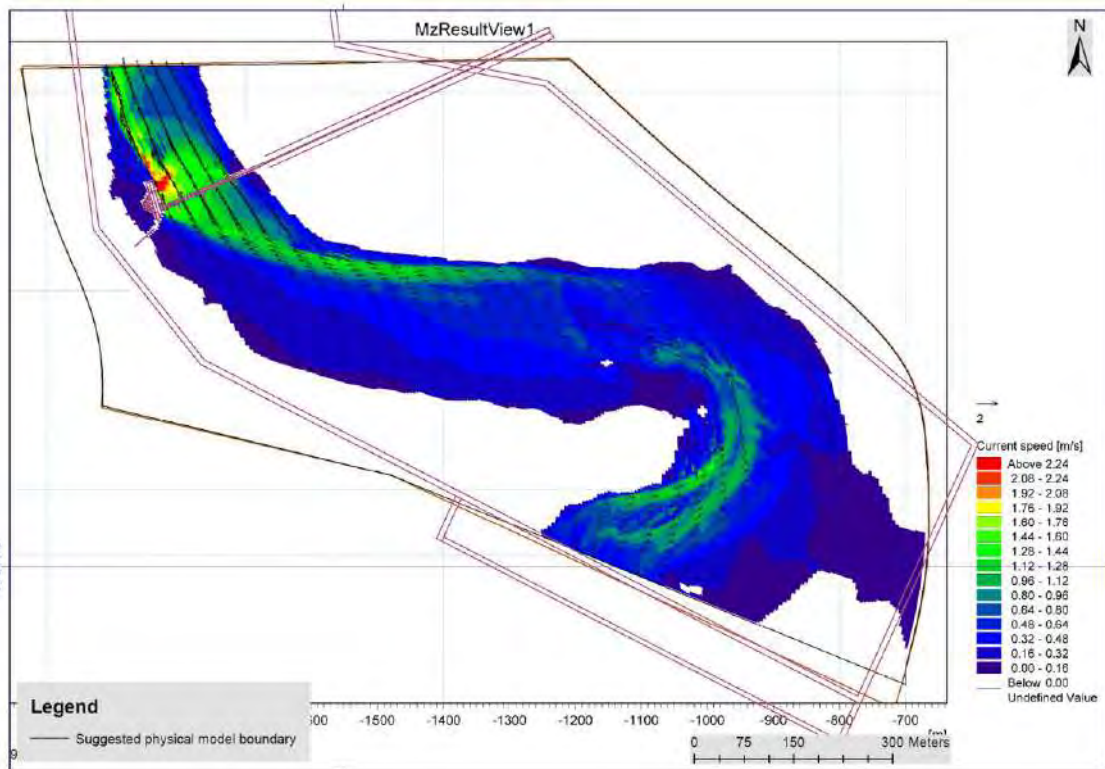 MzResultView1
N
2
Current speed [m/s]
Above 2.24
2.08 - 2.24
1.92 - 2.08
1.76 - 1.92
1.60 - 1.76
1.44 - 1.60
1.28 - 1.44
1.12 - 1.28
0.96 - 1.12
0.80 - 0.96
0.64 - 0.80
0.48 - 0.64
0.32 - 0.48
0.16 - 0.32
0.00 - 0.16
Below 0.00
Undefined Value
Legend
Suggested physical model boundary
-1500 -1400 -1300 -1200 -1100 -1000 -900 -800 -700
0 75 150 300 Meters
9